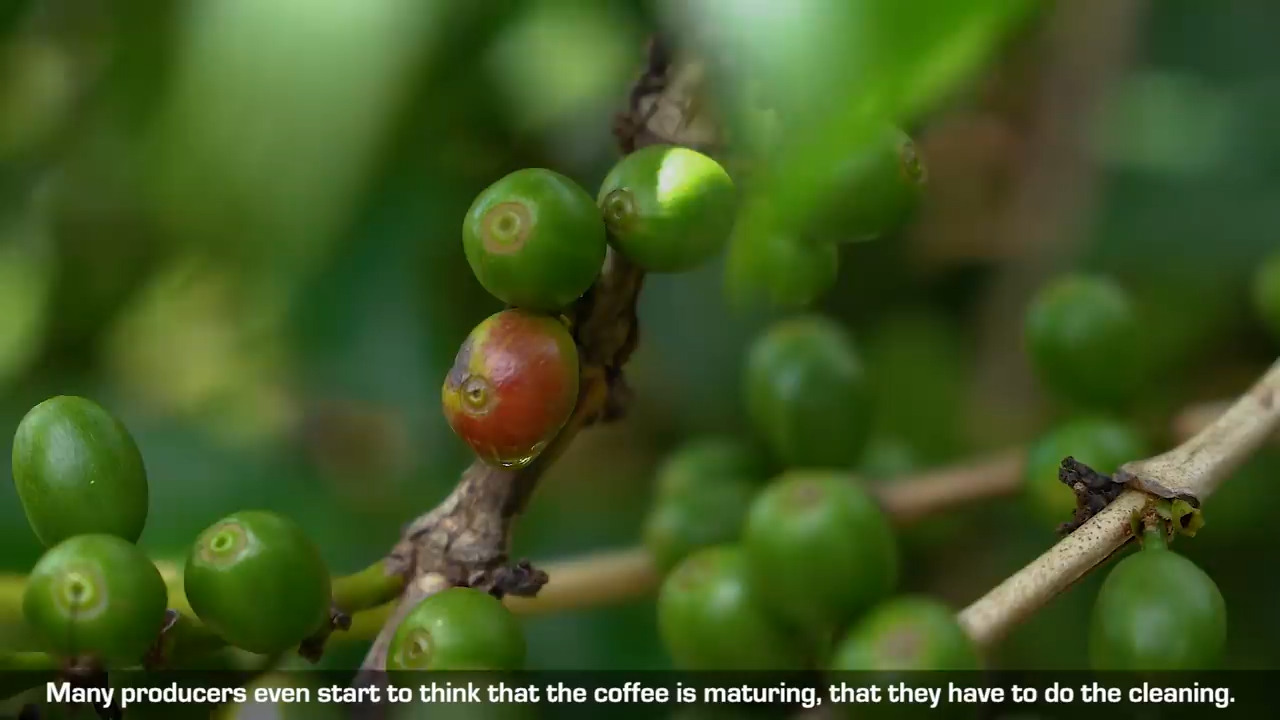 Many producers even start to think that the coffee is maturing, that they have to do the cleaning.